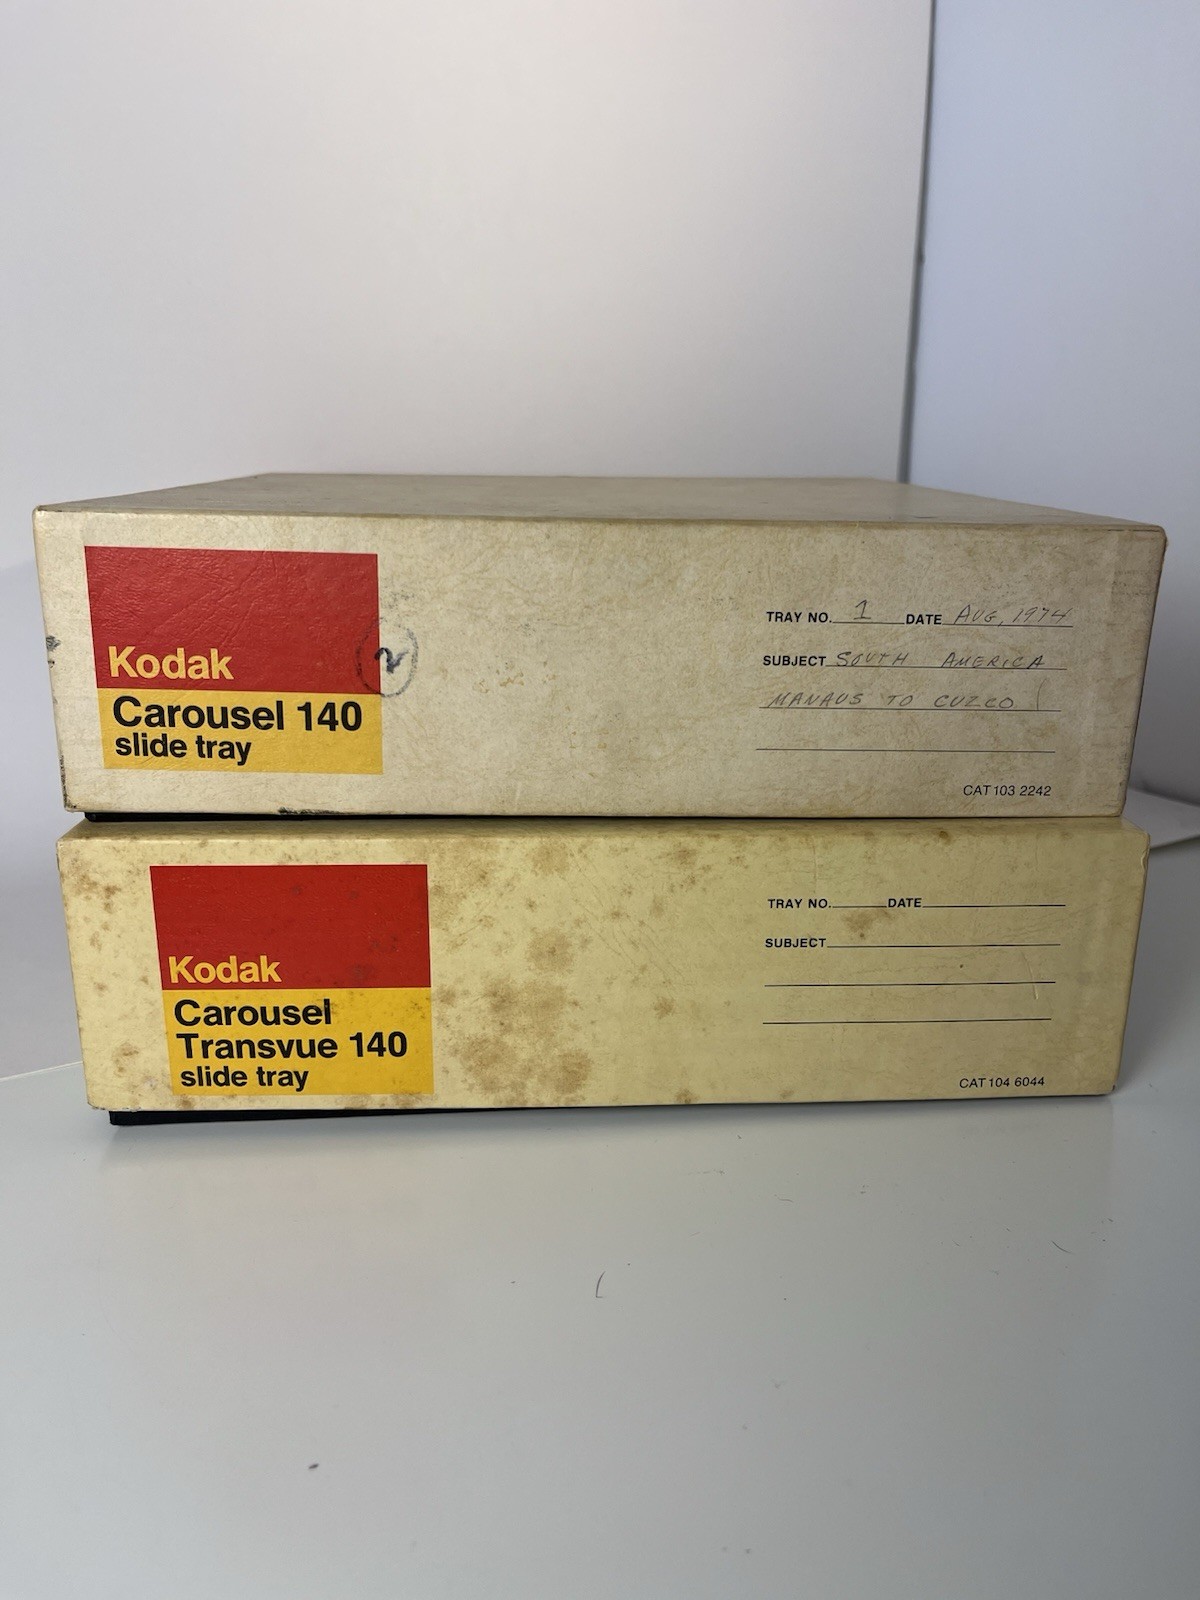 Kodak
Carousel 140
slide tray
2
TRAY NO. 1 DATE AUG, 1974
SUBJECT SOUTH AMERICA
MANAUS TO CUZCO
CAT 103 2242
Kodak
Carousel
Transvue 140
slide tray
TRAY NO. DATE
SUBJECT
CAT 104 6044